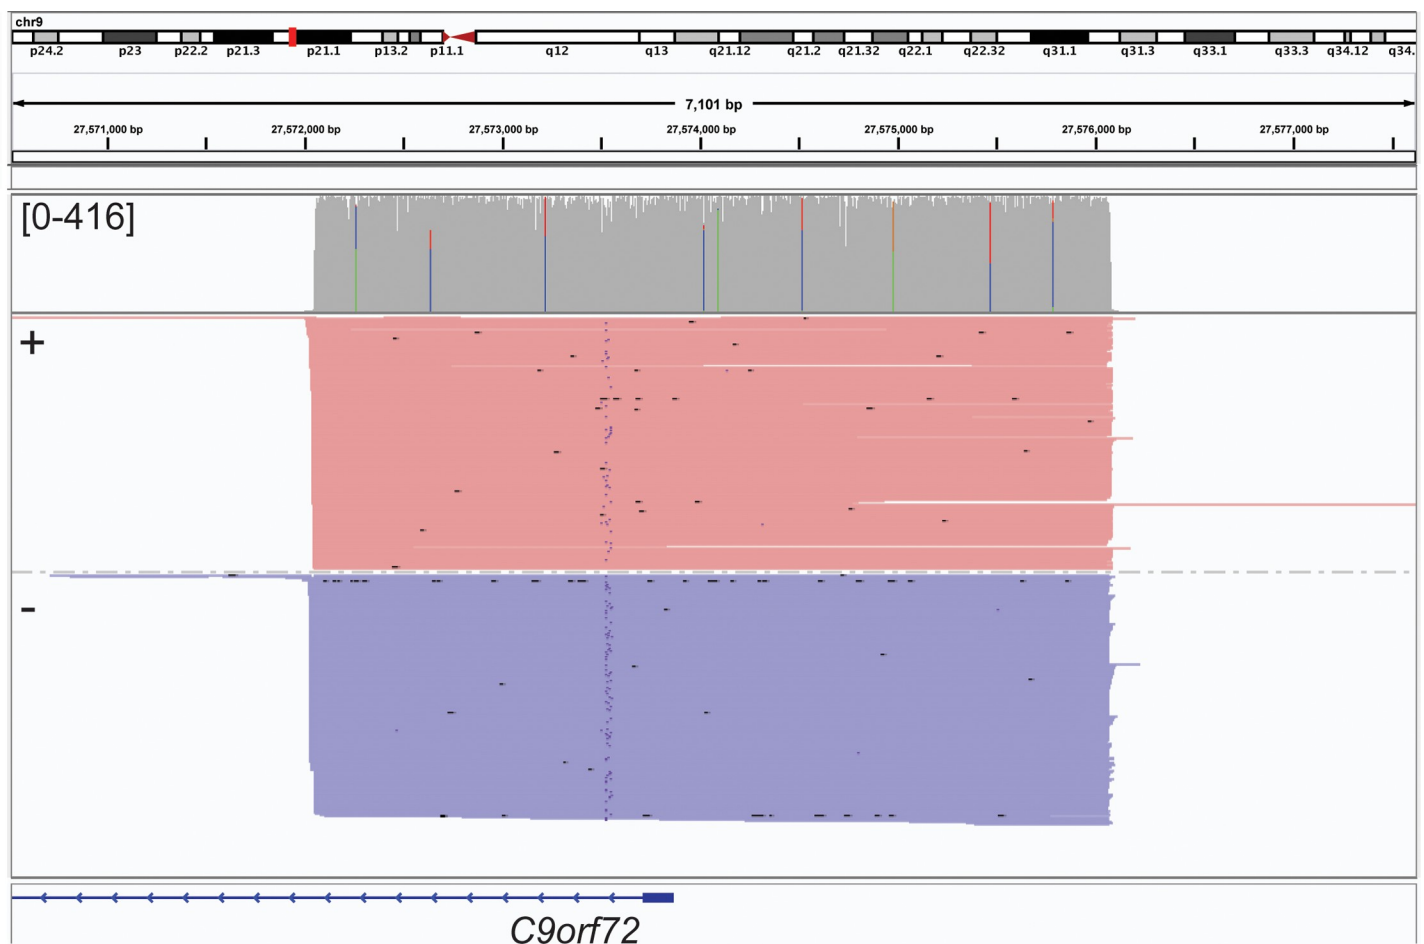 chr9
p24.2 p23 p22.2 p21.3 p21.1 p13.2 p11.1 q12 q13 q21.12 q21.2 q21.32 q22.1 q22.32 q31.1 q31.3 q33.1 q33.3 q34.12 q34.
7,101 bp
27,571,000 bp 27,572,000 bp 27,573,000 bp 27,574,000 bp 27,575,000 bp 27,576,000 bp 27,577,000 bp
[0-416]
+
-
C9orf72